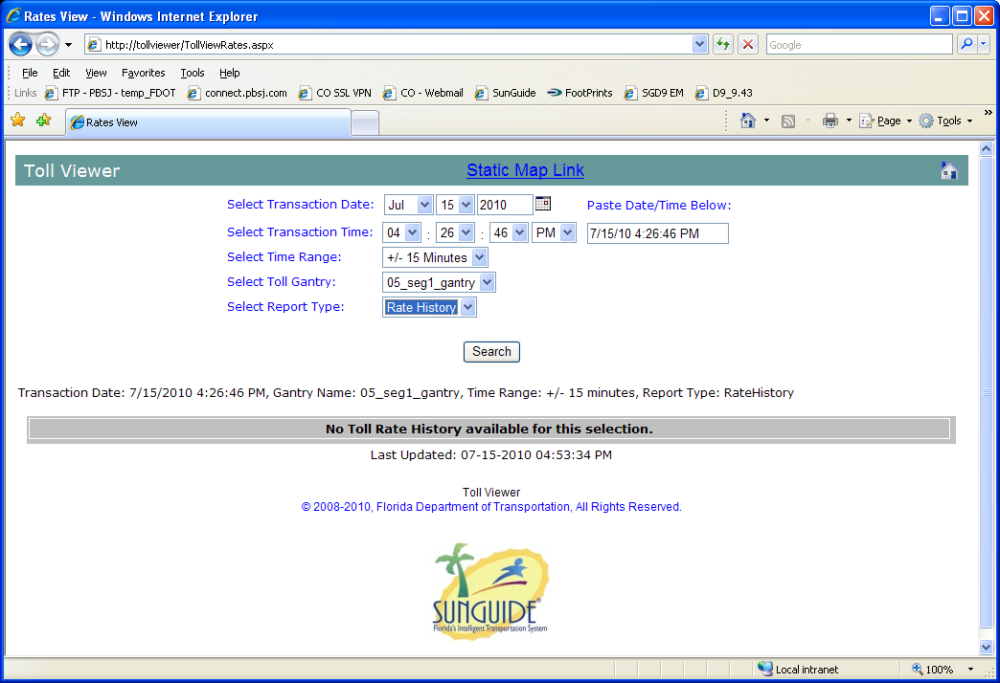 Rates View - Windows Internet Explorer
http://tollviewer/TollViewRates.aspx
Google
File Edit View Favorites Tools Help
Links FTP - PBSJ - temp_FDOT connect.pbsj.com CO SSL VPN CO - Webmail SunGuide FootPrints SGD9 EM D9_9.43
Rates View Page Tools »
Toll Viewer Static Map Link
Select Transaction Date: Jul 15 2010 Paste Date/Time Below:
Select Transaction Time: 04 : 26 : 46 PM 7/15/10 4:26:46 PM
Select Time Range: +/- 15 Minutes
Select Toll Gantry: 05_seg1_gantry
Select Report Type: Rate History
Search
Transaction Date: 7/15/2010 4:26:46 PM, Gantry Name: 05_seg1_gantry, Time Range: +/- 15 minutes, Report Type: RateHistory
No Toll Rate History available for this selection.
Last Updated: 07-15-2010 04:53:34 PM
Toll Viewer
© 2008-2010, Florida Department of Transportation, All Rights Reserved.
SUNGUIDE®
Florida's Intelligent Transportation System
Local intranet 100%